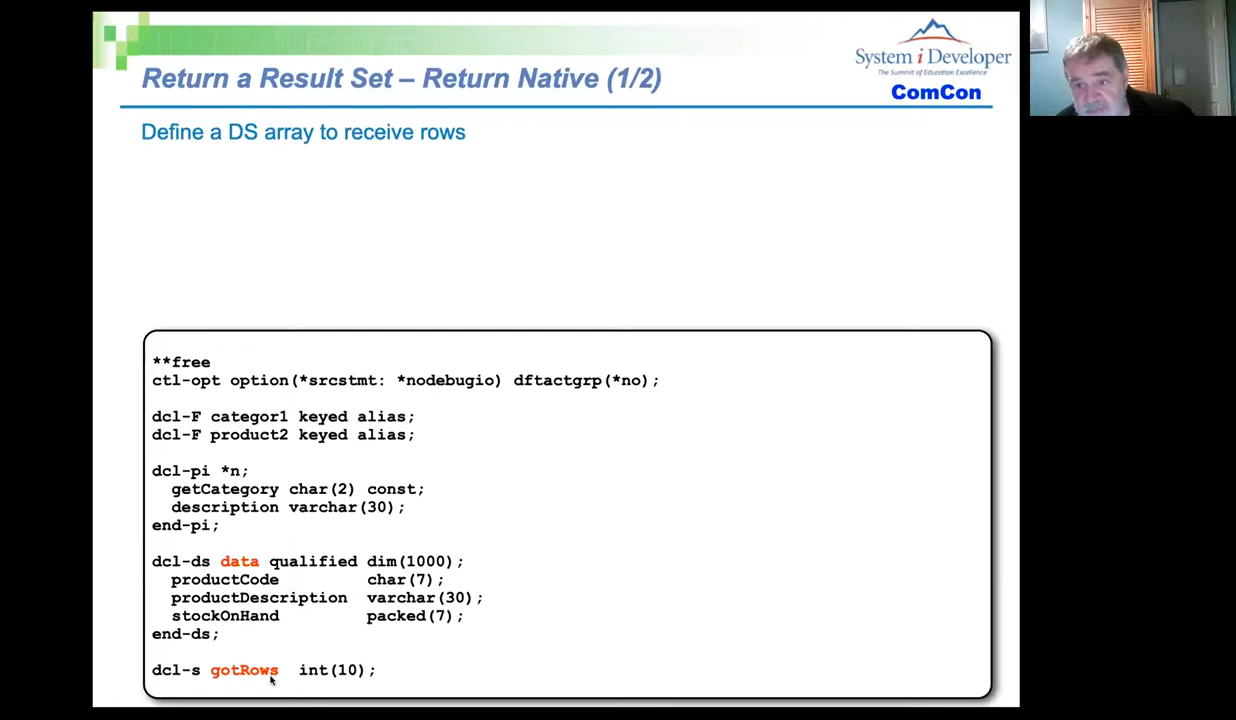 System i Developer
The Summit of Education Excellence
Return a Result Set – Return Native (1/2)
ComCon
Define a DS array to receive rows
**free
ctl-opt option(*srcstmt: *nodebugio) dftactgrp(*no);
dcl-F categor1 keyed alias;
dcl-F product2 keyed alias;
dcl-pi *n;
getCategory char(2) const;
description varchar(30);
end-pi;
dcl-ds data qualified dim(1000);
productCode char(7);
productDescription varchar(30);
stockOnHand packed(7);
end-ds;
dcl-s gotRows int(10);